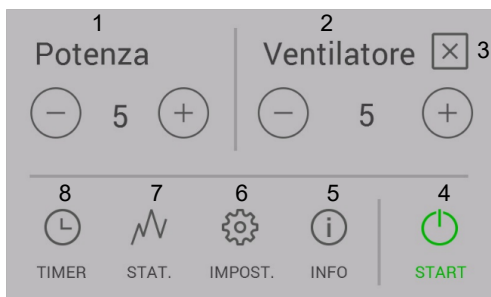 1 2
Potenza Ventilatore 3
5 5
8 7 6 5 4
TIMER STAT. IMPOST. INFO START